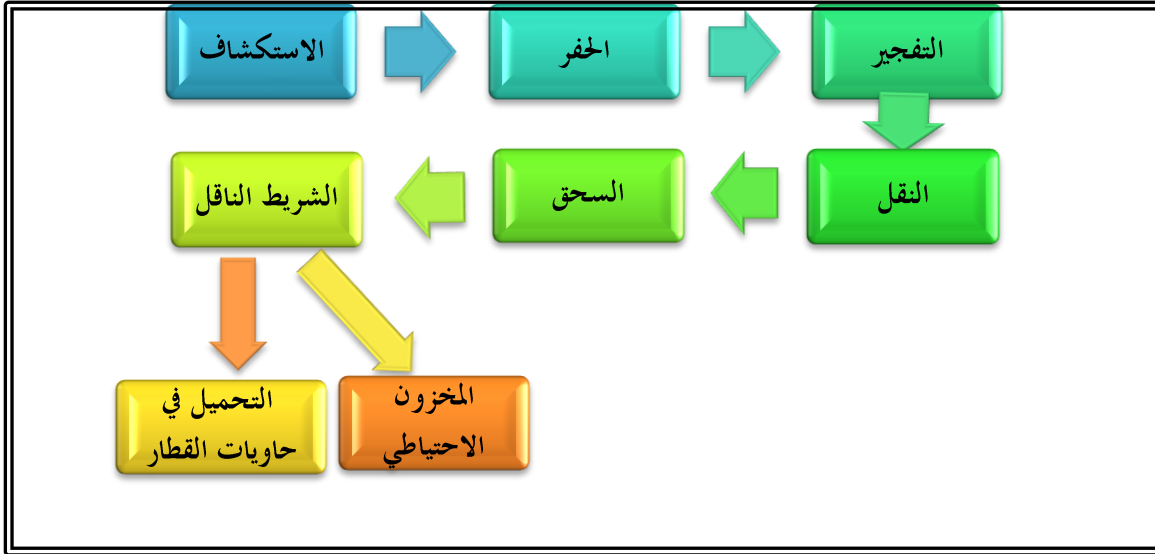 الاستكشاف
الحفر
التفجير
النقل
السحق
الشريط الناقل
المخزون
الاحتياطي
التحميل في
حاويات القطار